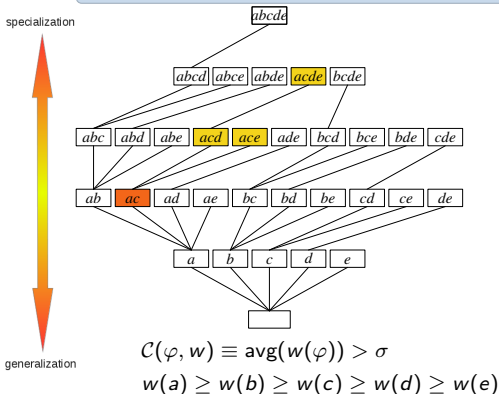 specialization
abcde
abcd abce abde acde bcde
abc abd abe acd ace ade bcd bce bde cde
ab ac ad ae bc bd be cd ce de
a b c d e
generalization
𝒞(φ, w) ≡ avg(w(φ)) > σ
w(a) ≥ w(b) ≥ w(c) ≥ w(d) ≥ w(e)